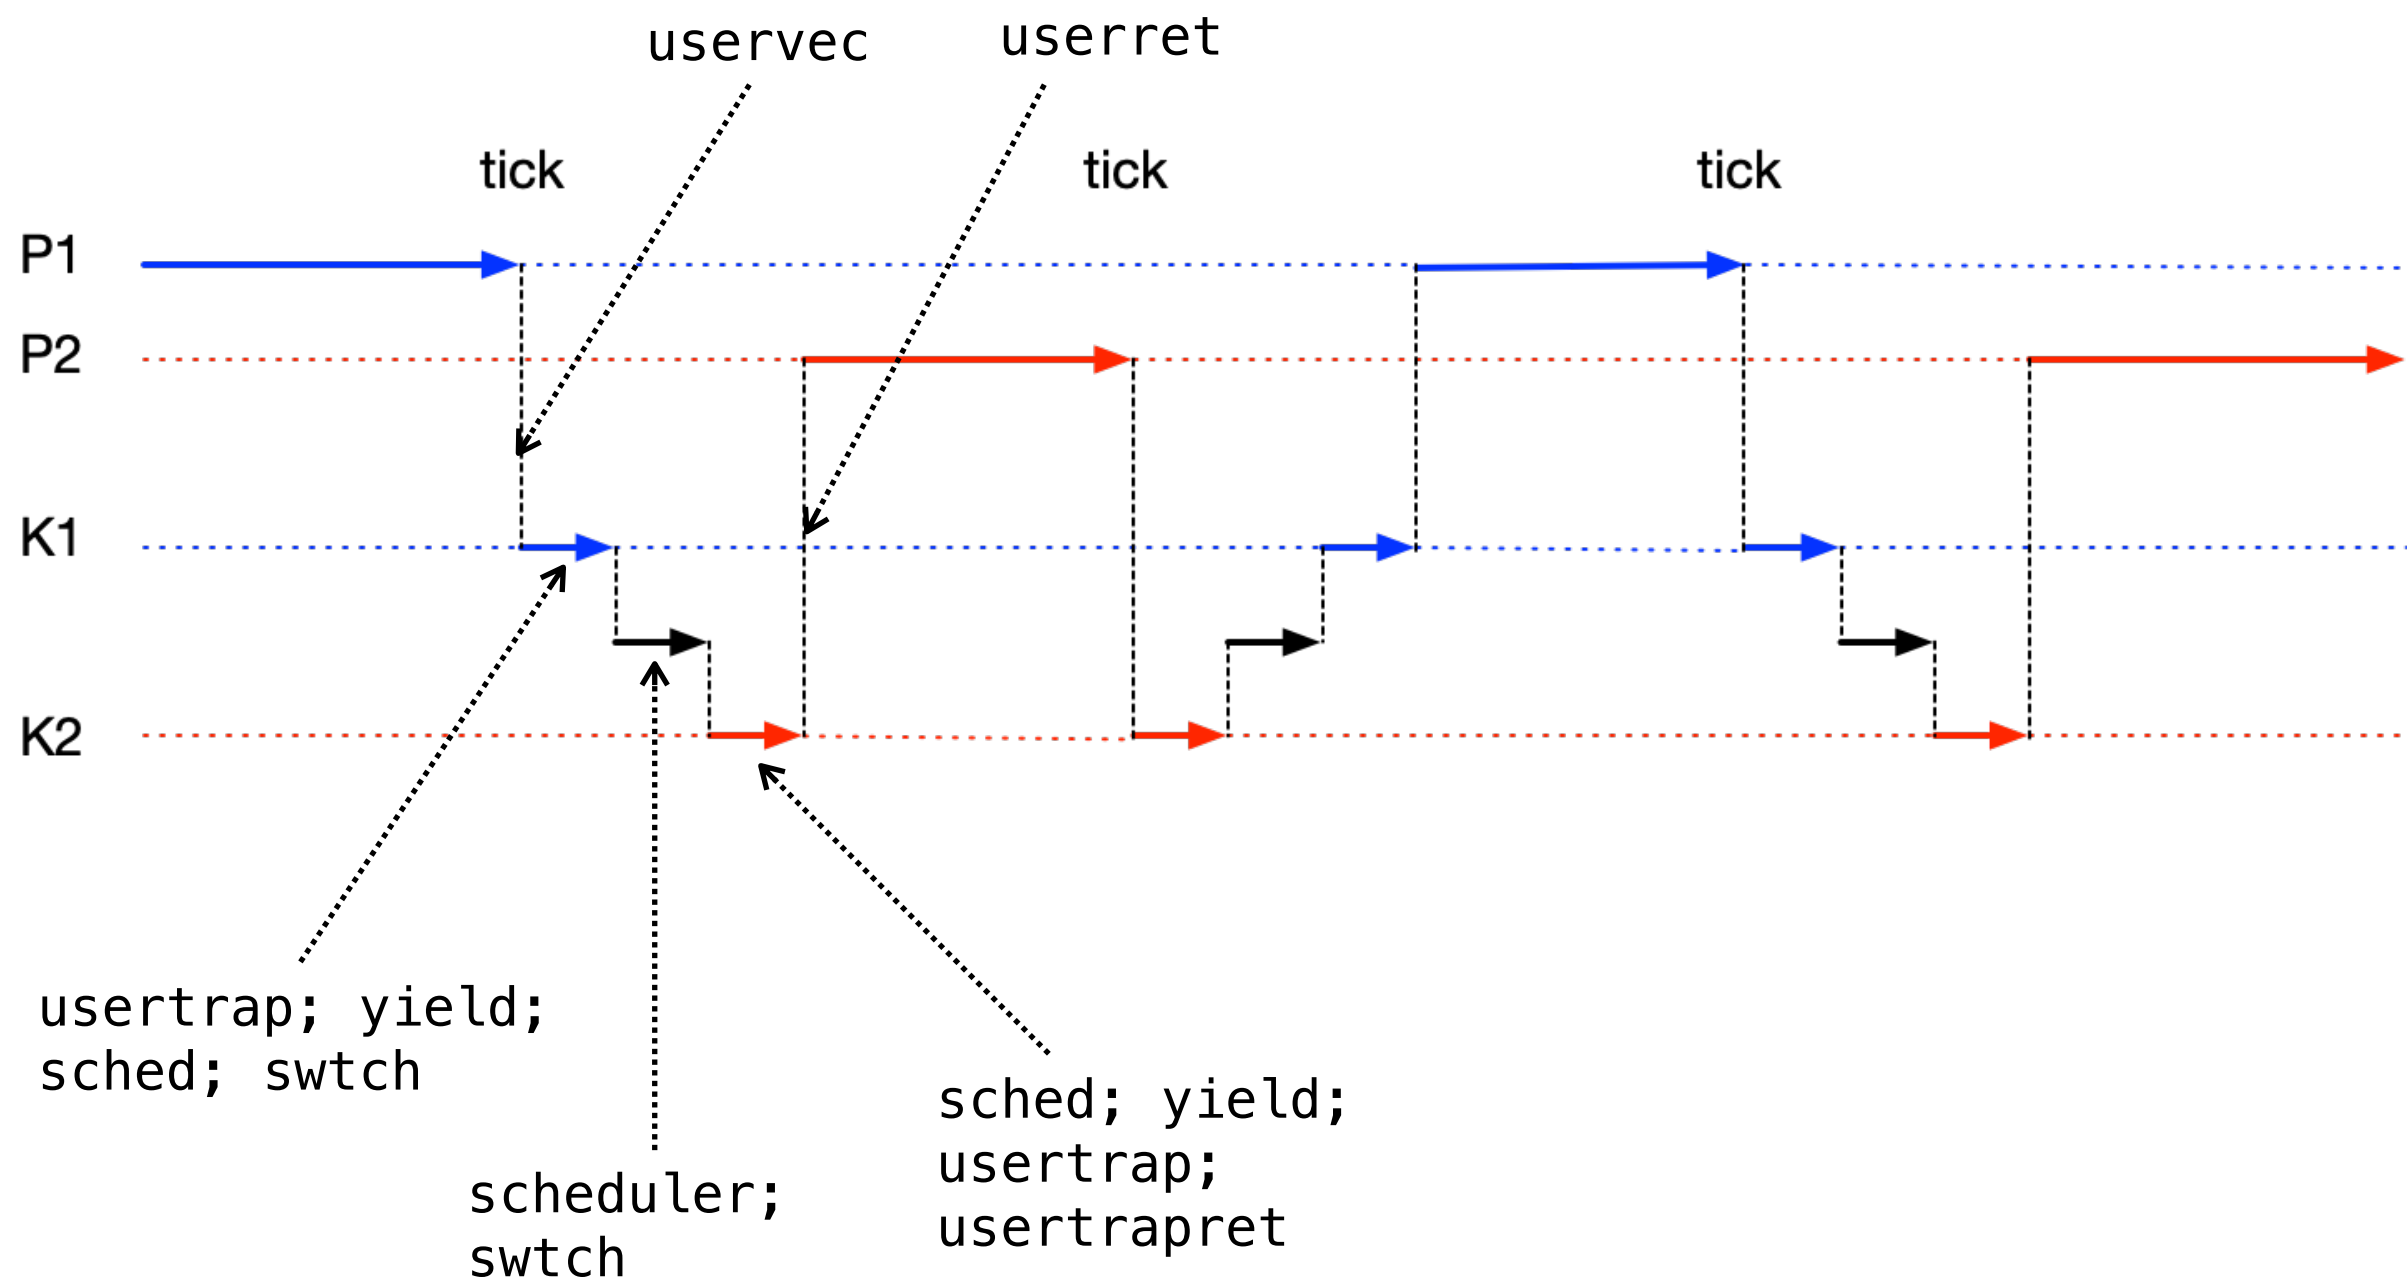 uservec
userret
tick
tick
tick
P1
P2
K1
K2
usertrap; yield;
sched; swtch
scheduler;
swtch
sched; yield;
usertrap;
usertrapret